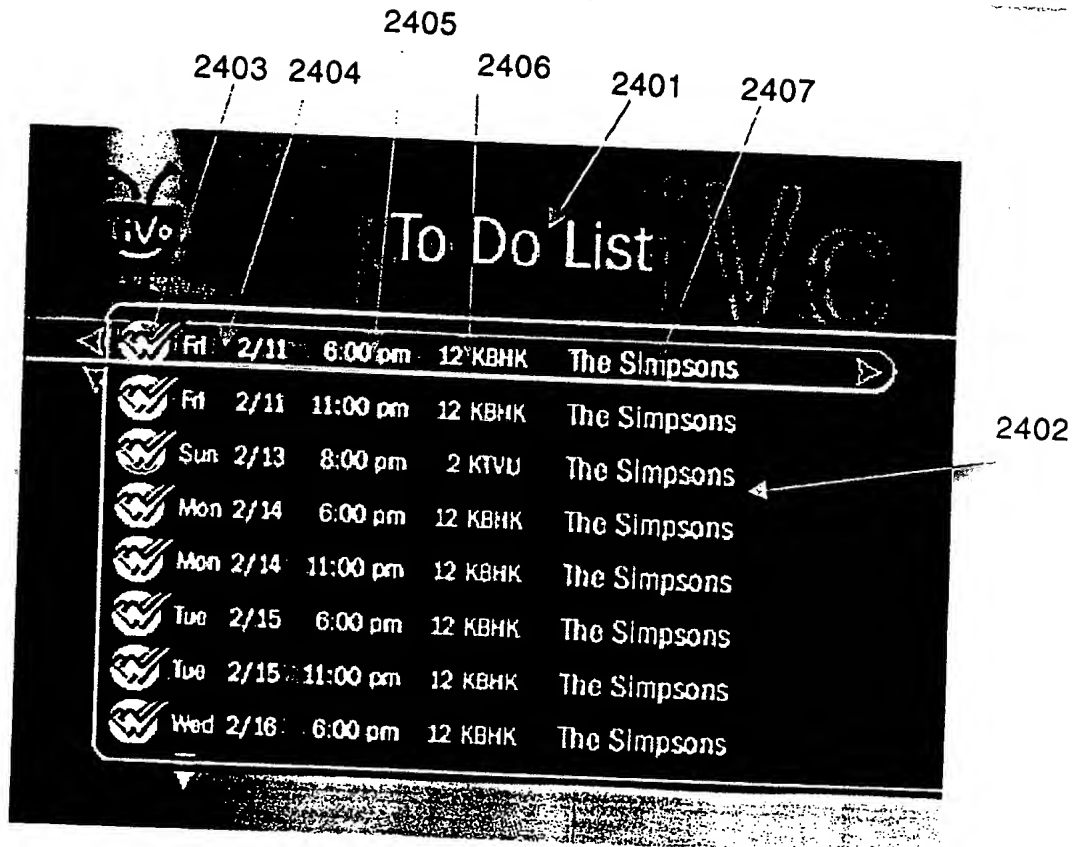 2405
2403 2404 2406 2401 2407
TiVo
To Do List
Fri 2/11 6:00 pm 12 KBHK The Simpsons
Fri 2/11 11:00 pm 12 KBHK The Simpsons
2402
Sun 2/13 8:00 pm 2 KTVU The Simpsons
Mon 2/14 6:00 pm 12 KBHK The Simpsons
Mon 2/14 11:00 pm 12 KBHK The Simpsons
Tue 2/15 6:00 pm 12 KBHK The Simpsons
Tue 2/15 11:00 pm 12 KBHK The Simpsons
Wed 2/16 6:00 pm 12 KBHK The Simpsons